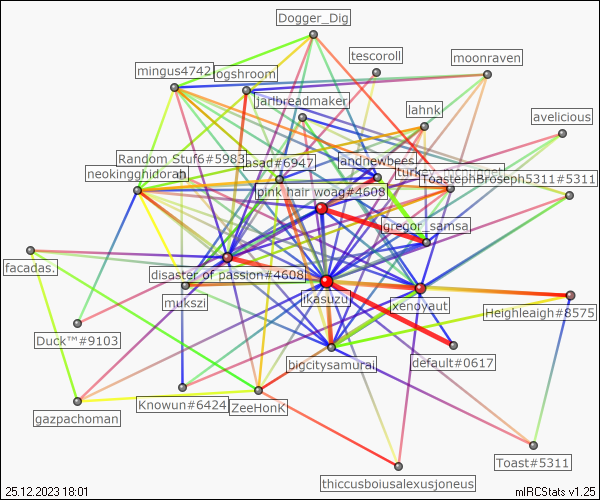 Dogger_Dig
tescoroll
moonraven
mingus4742
logshroom
jarlbreadmaker
lahnk
avelicious
Random Stuf6#5983
asad#6947
andnewbees
neokingghidorah
turkey_mcnugget
ToastephBroseph5311#5311
pink hair woag#4608
gregor_samsa
facadas.
disaster of passion#4608
mukszi
ikasuzu
xenoyaut
Heighleaigh#8575
Duck™#9103
bigcitysamurai
default#0617
gazpachoman
Knowun#6424
ZeeHonK
Toast#5311
thiccusboiusalexusjoneus
25.12.2023 18:01
mIRCStats v1.25